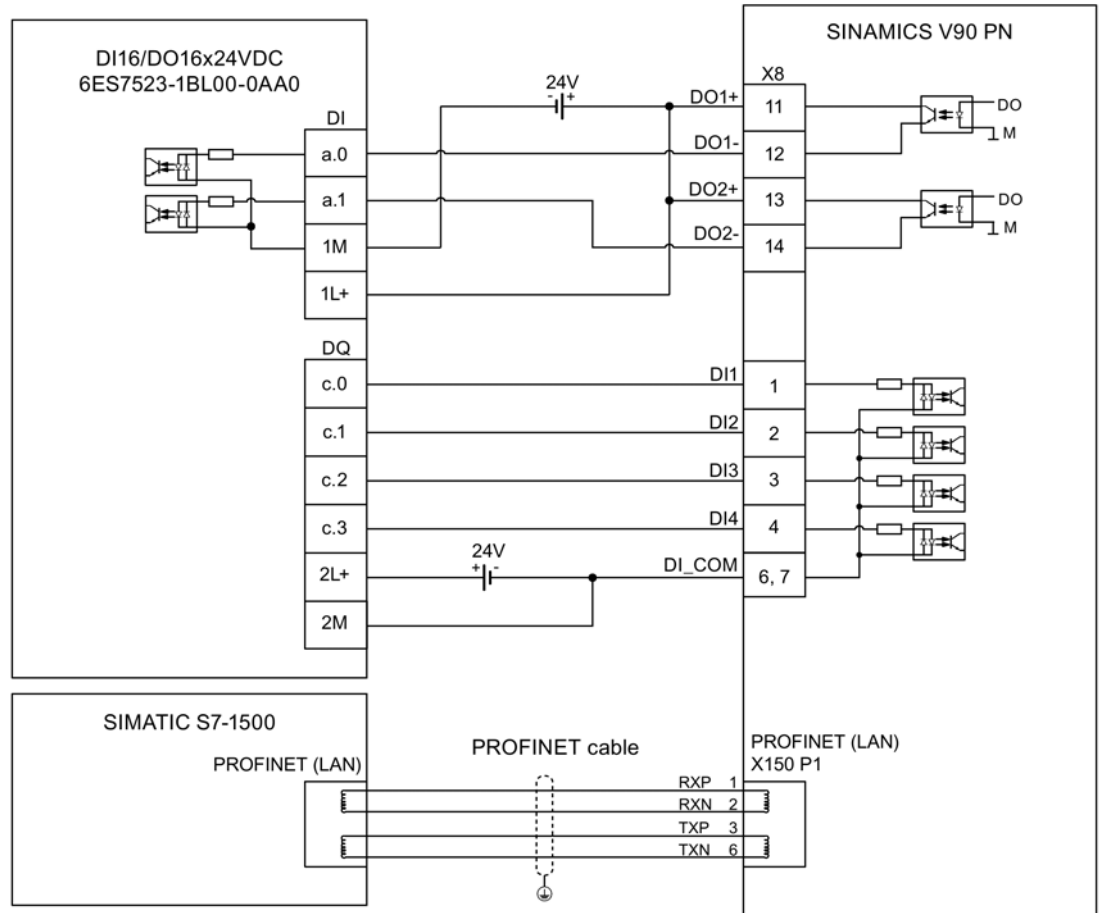 DI16/DO16x24VDC
6ES7523-1BL00-0AA0
DI
a.0
a.1
1M
1L+
DQ
c.0
c.1
c.2
c.3
2L+
2M
24V
- +
24V
+ -
SINAMICS V90 PN
X8
DO1+ 11
DO1- 12
DO2+ 13
DO2- 14
DO
M
DO
M
DI1 1
DI2 2
DI3 3
DI4 4
DI_COM 6, 7
SIMATIC S7-1500
PROFINET (LAN)
PROFINET cable
PROFINET (LAN)
X150 P1
RXP 1
RXN 2
TXP 3
TXN 6